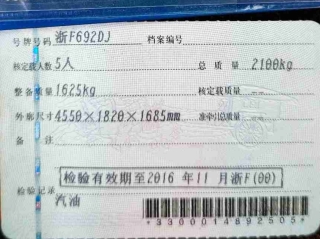 号牌号码 浙F692DJ 档案编号
核定载人数 5人 总质量 2100kg
整备质量 1625kg 核定载质量 --
外廓尺寸 4550×1820×1685mm 准牵引总质量 --
备注
检验有效期至2016年11月浙F(00)
检验记录
汽油
*3300014892505*